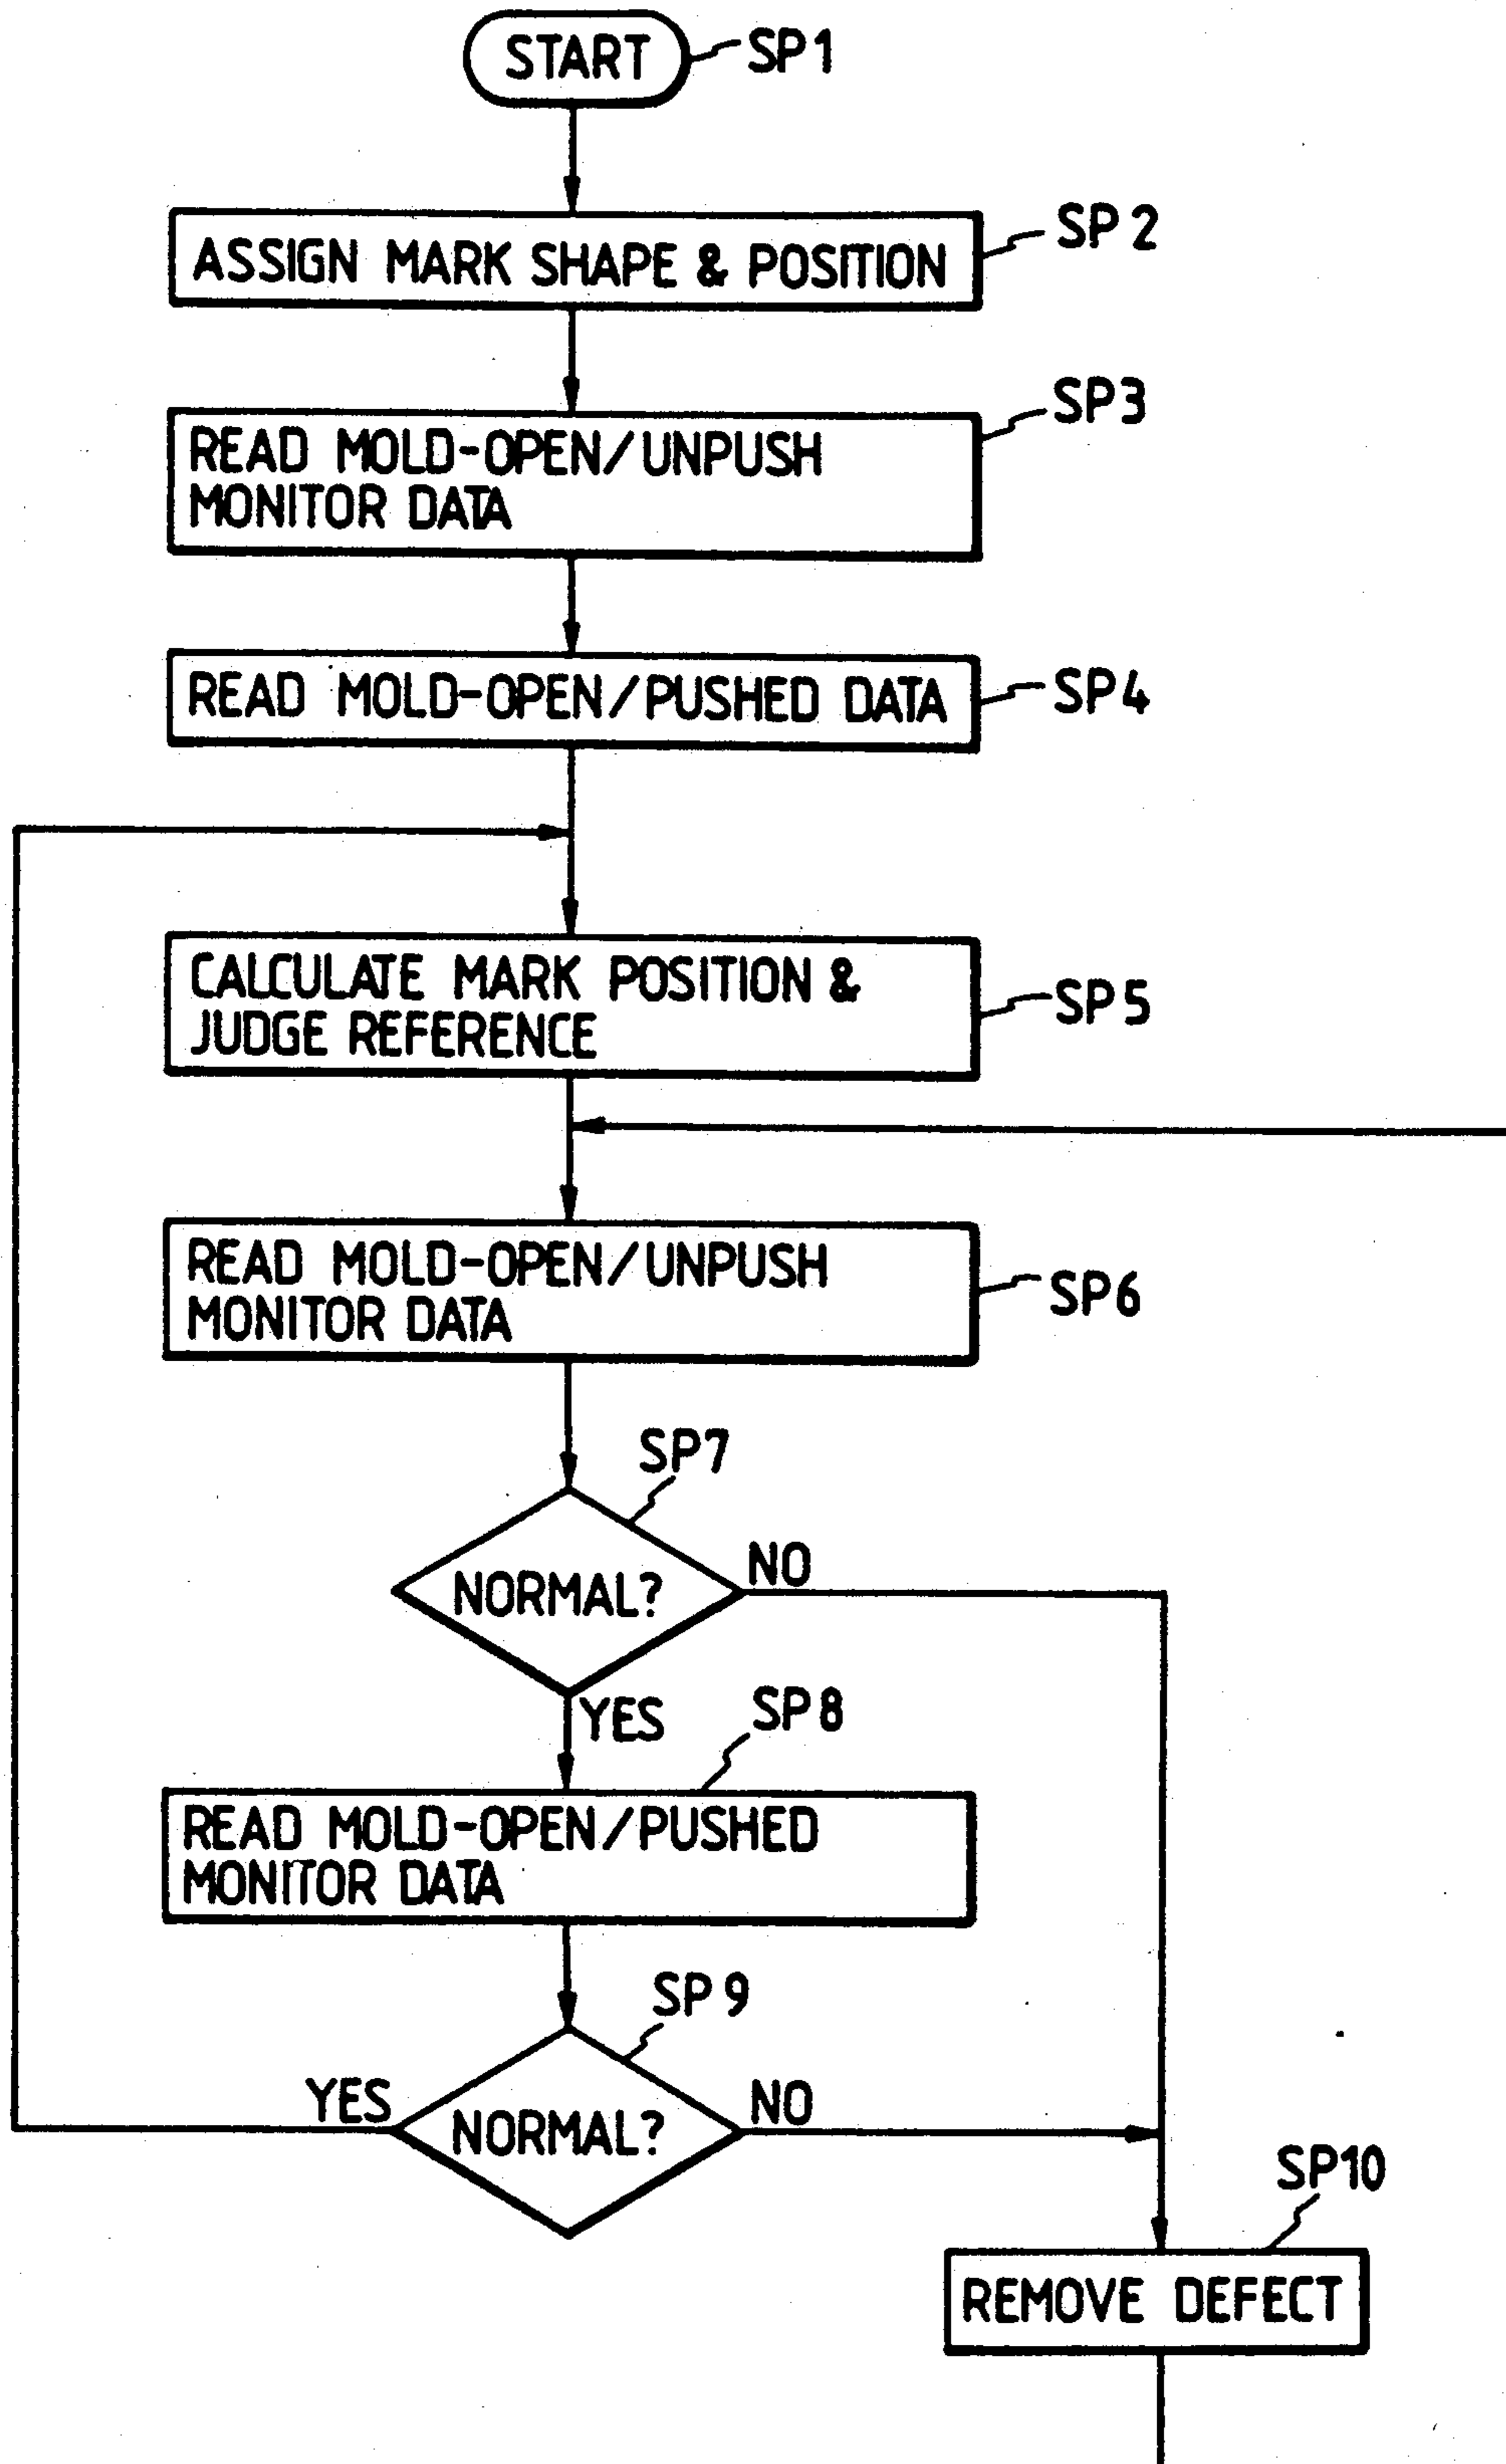 START
SP1
ASSIGN MARK SHAPE & POSITION
SP2
READ MOLD-OPEN/UNPUSH
MONITOR DATA
SP3
READ MOLD-OPEN/PUSHED DATA
SP4
CALCULATE MARK POSITION &
JUDGE REFERENCE
SP5
READ MOLD-OPEN/UNPUSH
MONITOR DATA
SP6
SP7
NORMAL?
NO
YES
SP8
READ MOLD-OPEN/PUSHED
MONITOR DATA
SP9
YES
NORMAL?
NO
SP10
REMOVE DEFECT